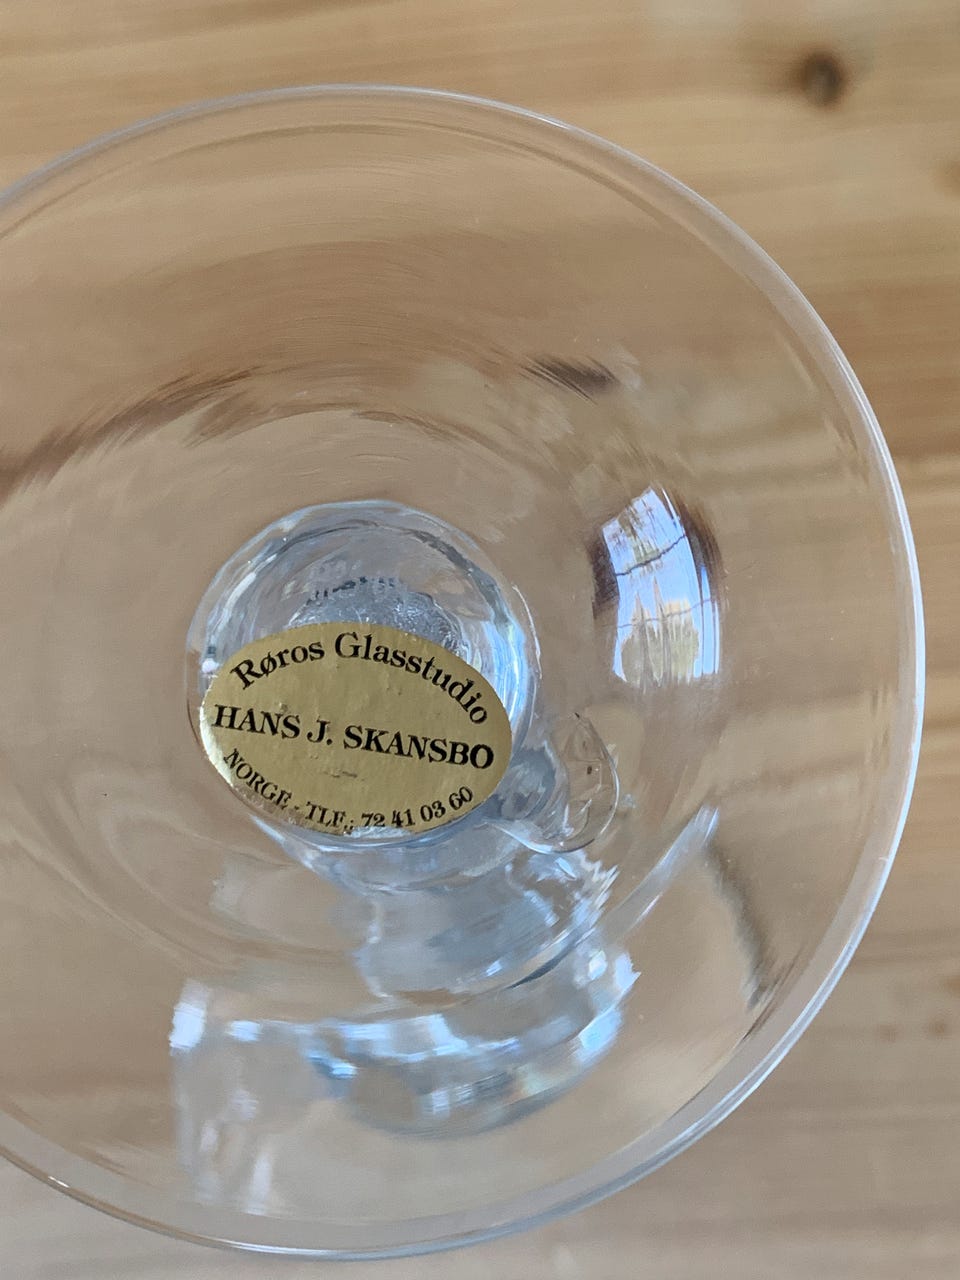 Røros Glasstudio
HANS J. SKANSBO
NORGE - TLF.: 72 41 03 60